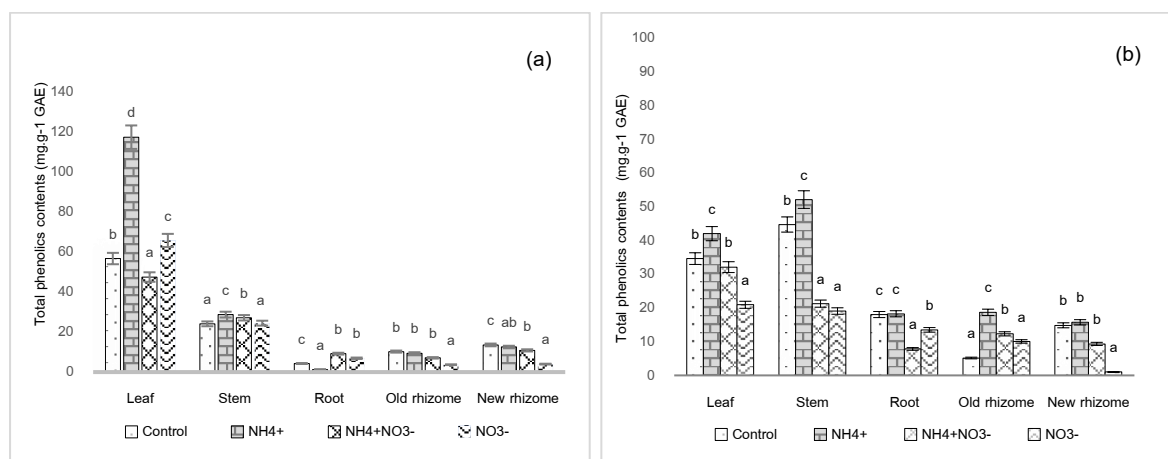 (a)
Total phenolics contents (mg.g-1 GAE)
140
120
100
80
60
40
20
0
b d a c
a c b a
c a b b
b b b a
c ab b a
Leaf Stem Root Old rhizome New rhizome
Control NH4+ NH4+NO3- NO3-
(b)
Total phenolics contents (mg.g-1 GAE)
100
90
80
70
60
50
40
30
20
10
0
b c b a
b c a a
c c a b
a c b a
b b b a
Leaf Stem Root Old rhizome New rhizome
Control NH4+ NH4+NO3- NO3-